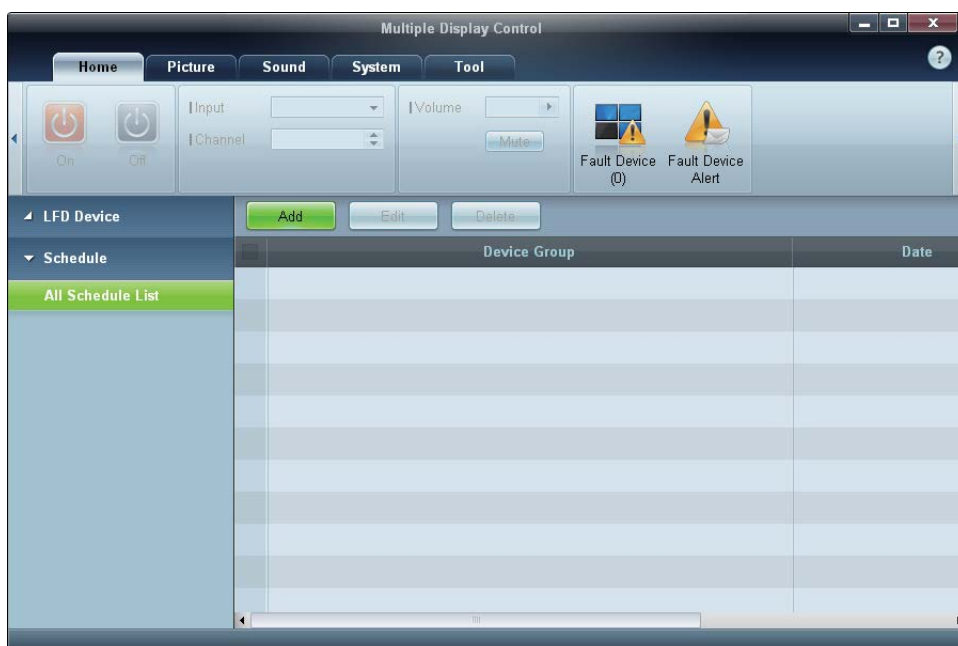 Multiple Display Control
Home Picture Sound System Tool
Input
Channel
On Off
Volume
Mute
Fault Device
(0)
Fault Device
Alert
LFD Device
Schedule
All Schedule List
Add Edit Delete
Device Group Date